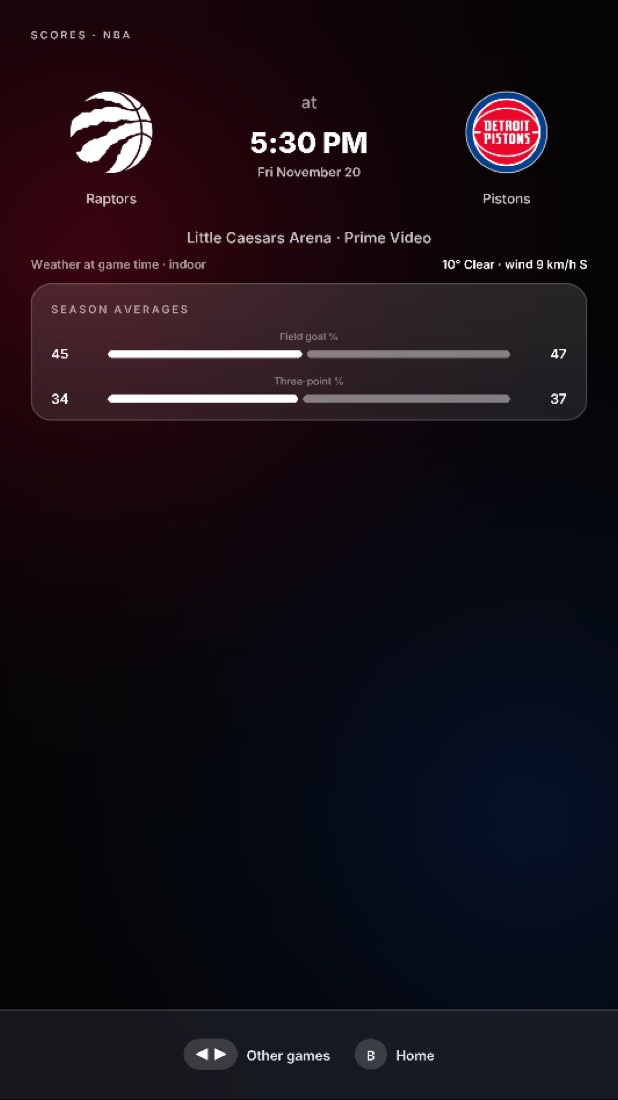 SCORES · NBA
at
5:30 PM
Fri November 20
DETROIT
PISTONS
Raptors
Pistons
Little Caesars Arena · Prime Video
Weather at game time · indoor
10° Clear · wind 9 km/h S
SEASON AVERAGES
Field goal %
45
47
Three-point %
34
37
Other games
B
Home